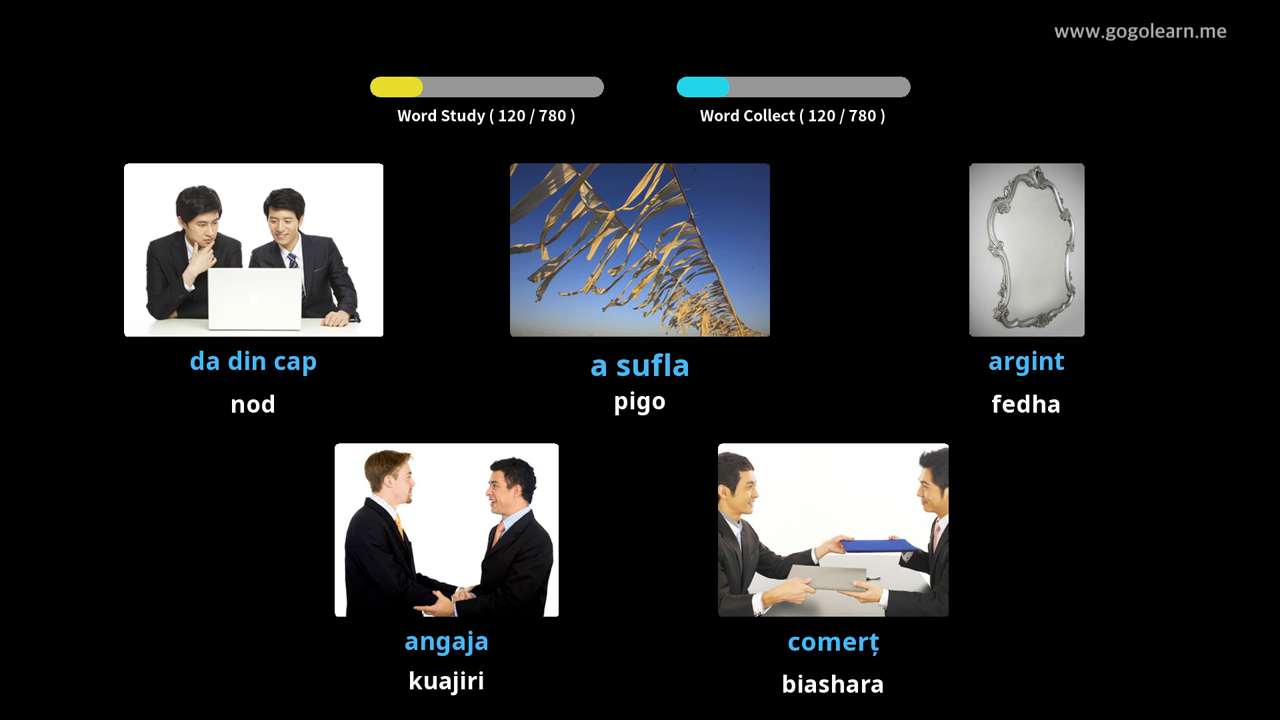 www.gogolearn.me
Word Study ( 120 / 780 )
Word Collect ( 120 / 780 )
da din cap
nod
a sufla
pigo
argint
fedha
angaja
kuajiri
comerț
biashara